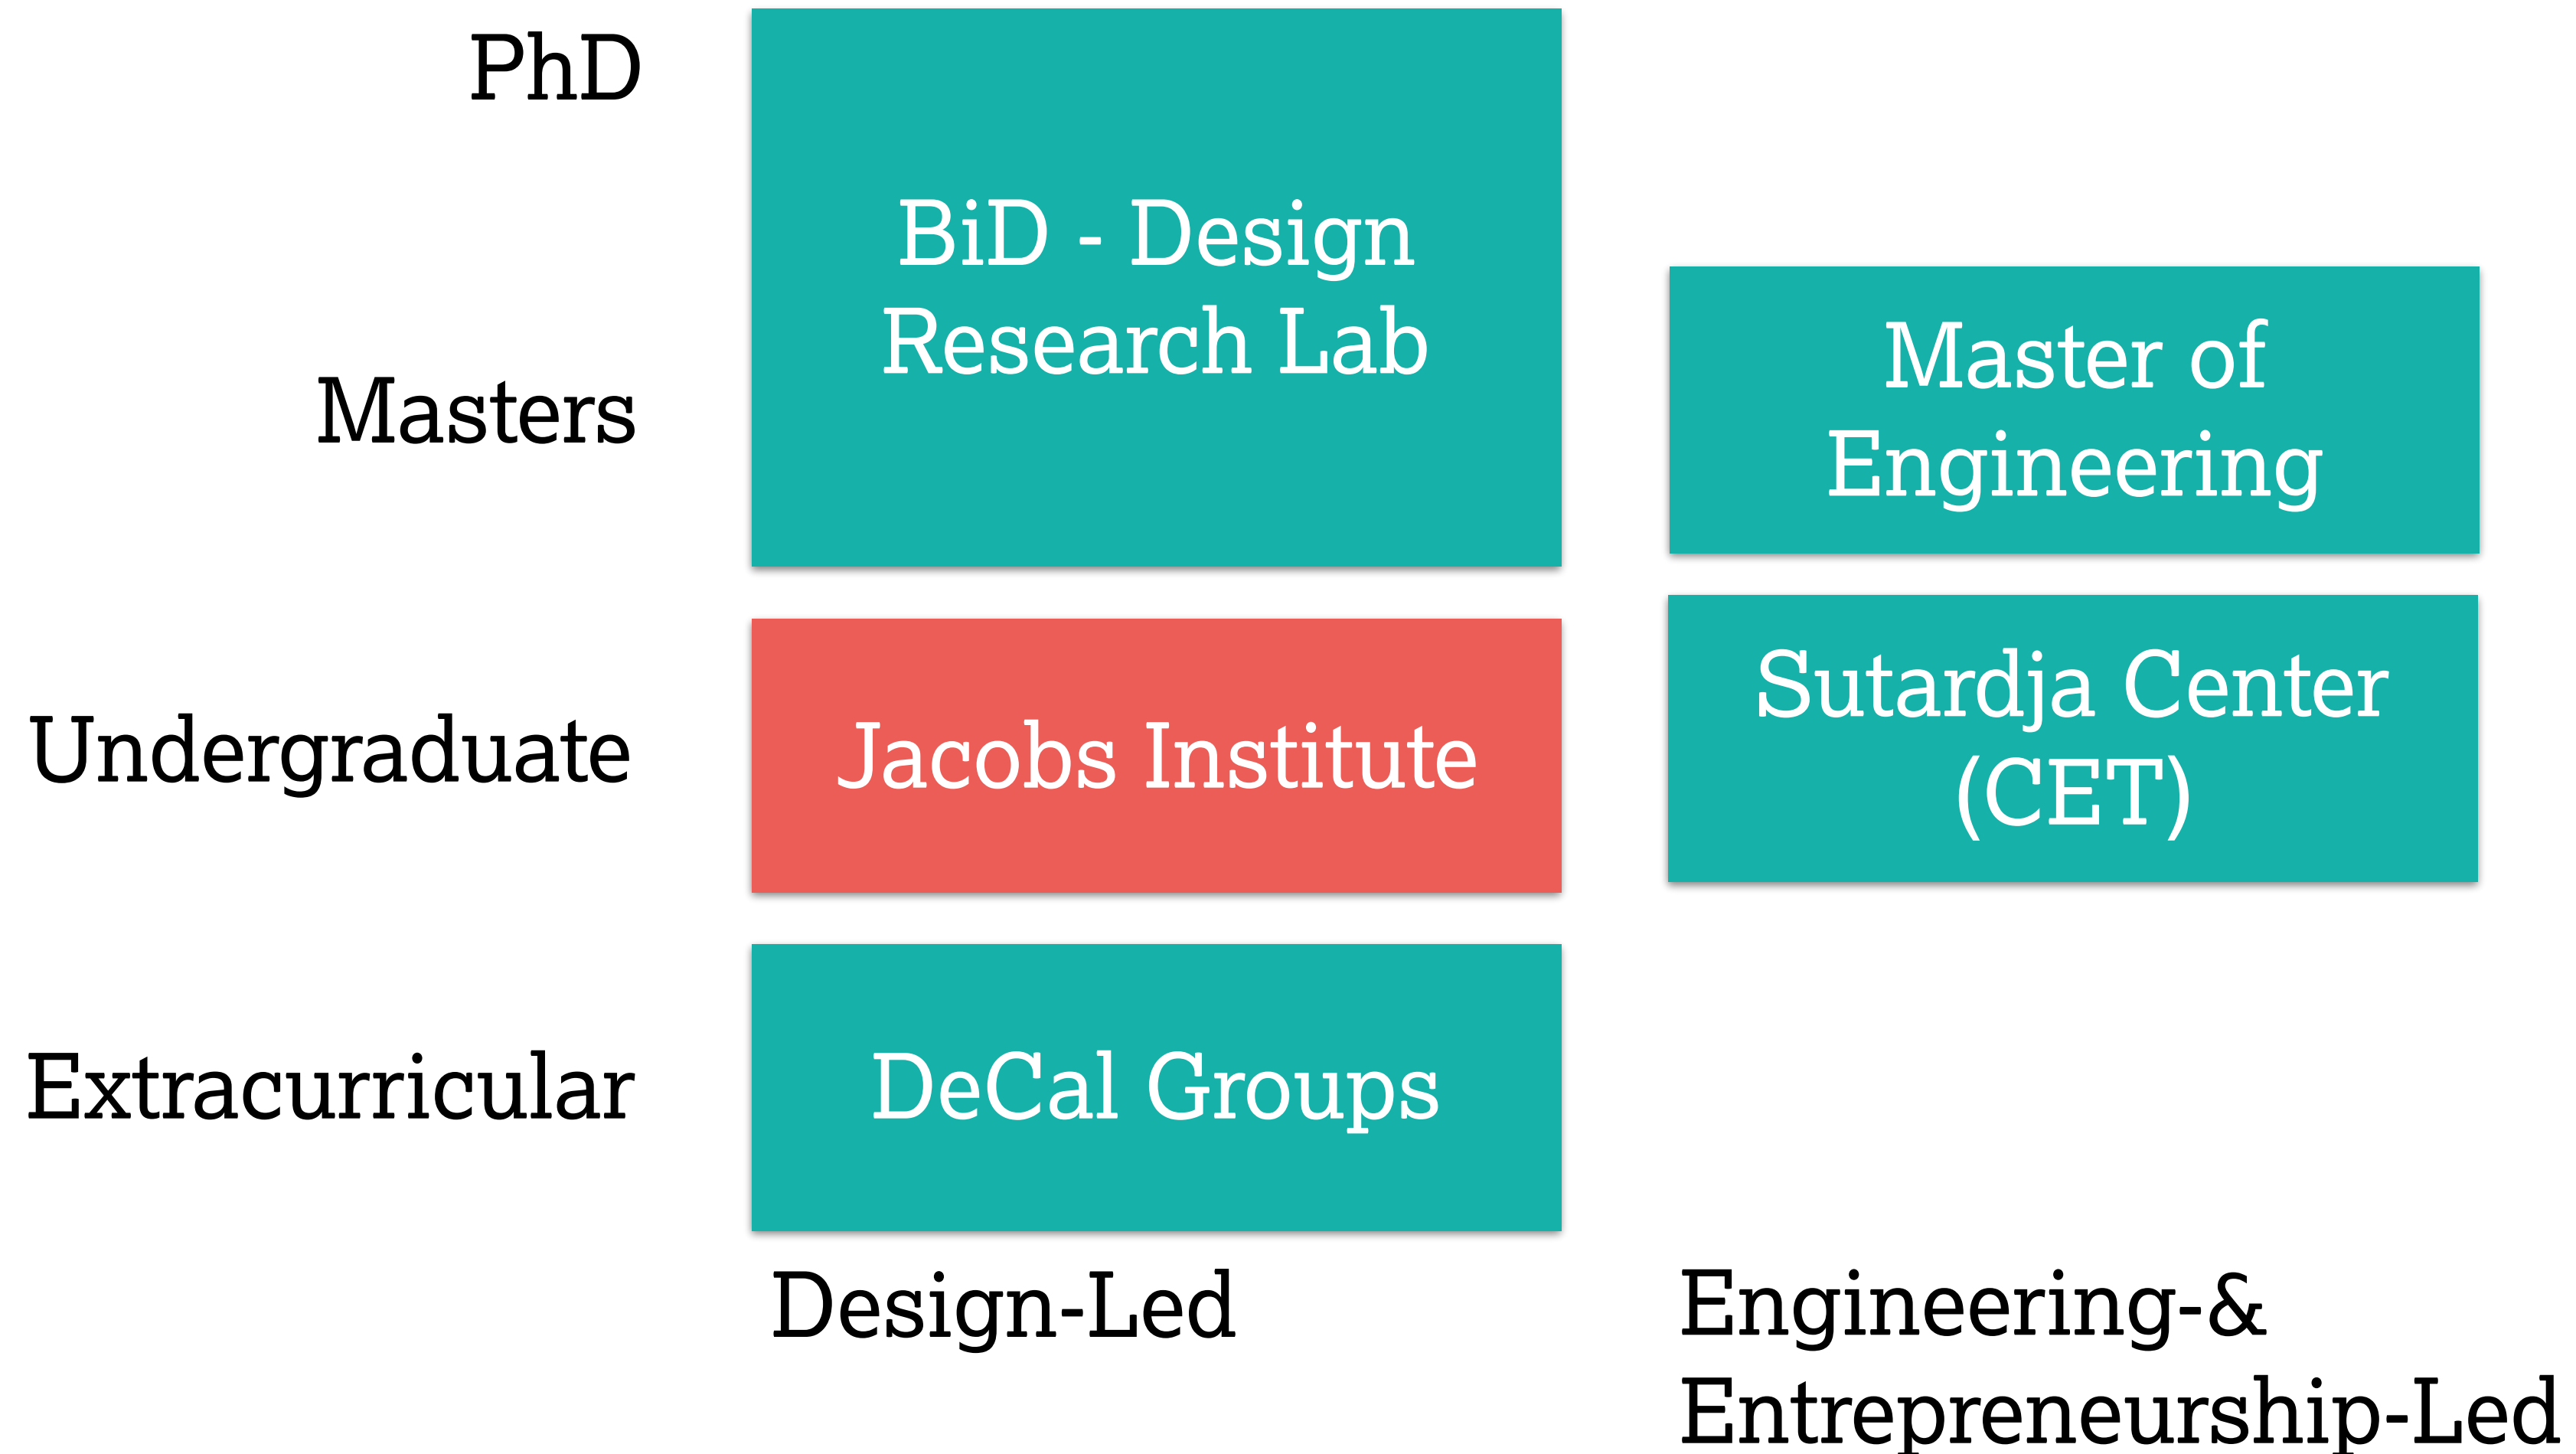 PhD
BiD - Design
Research Lab
Masters
Master of
Engineering
Undergraduate
Jacobs Institute
Sutardja Center
(CET)
Extracurricular
DeCal Groups
Design-Led
Engineering-&
Entrepreneurship-Led